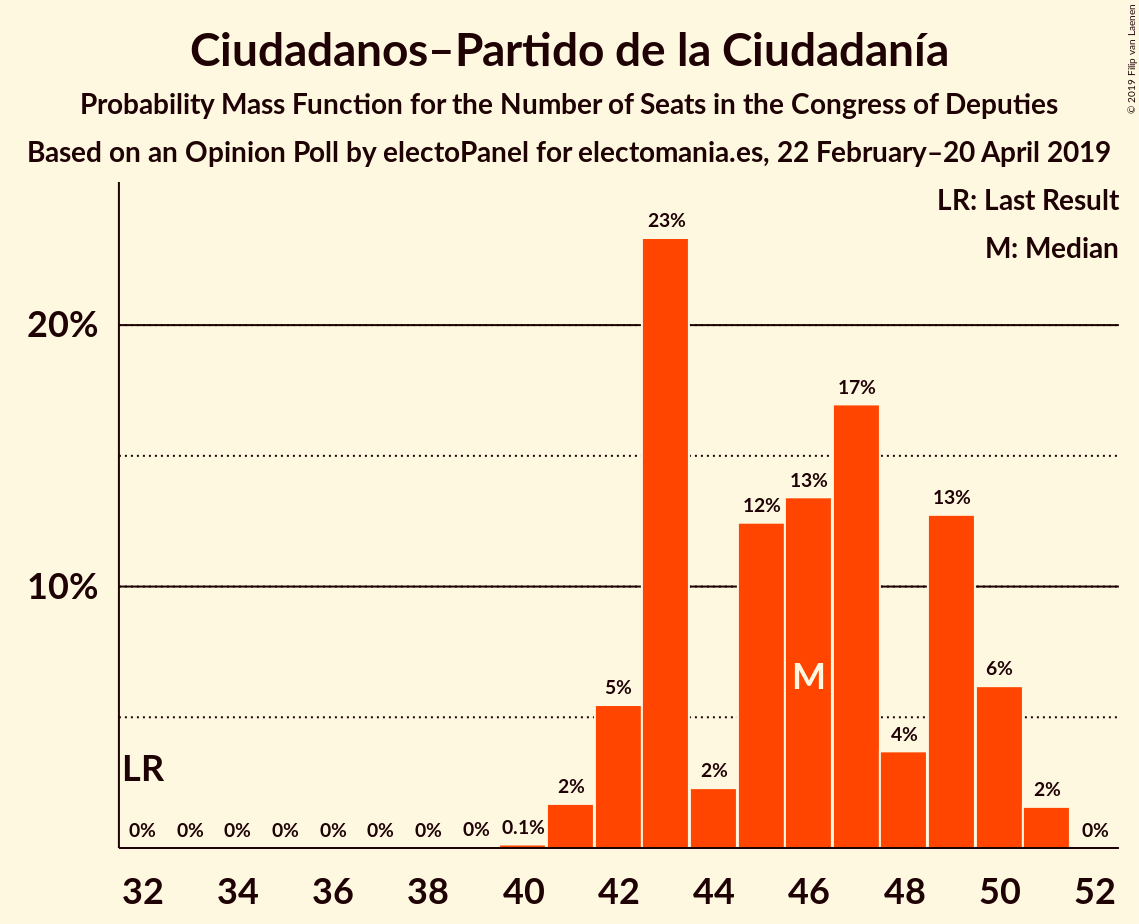 Ciudadanos–Partido de la Ciudadanía
Probability Mass Function for the Number of Seats in the Congress of Deputies
Based on an Opinion Poll by electoPanel for electomania.es, 22 February–20 April 2019
© 2019 Filip van Laenen
LR: Last Result
M: Median
23%
20%
17%
13%
13%
12%
10%
M
6%
5%
4%
LR
2%
2%
2%
0% 0% 0% 0% 0% 0% 0% 0% 0.1% 0%
32 34 36 38 40 42 44 46 48 50 52